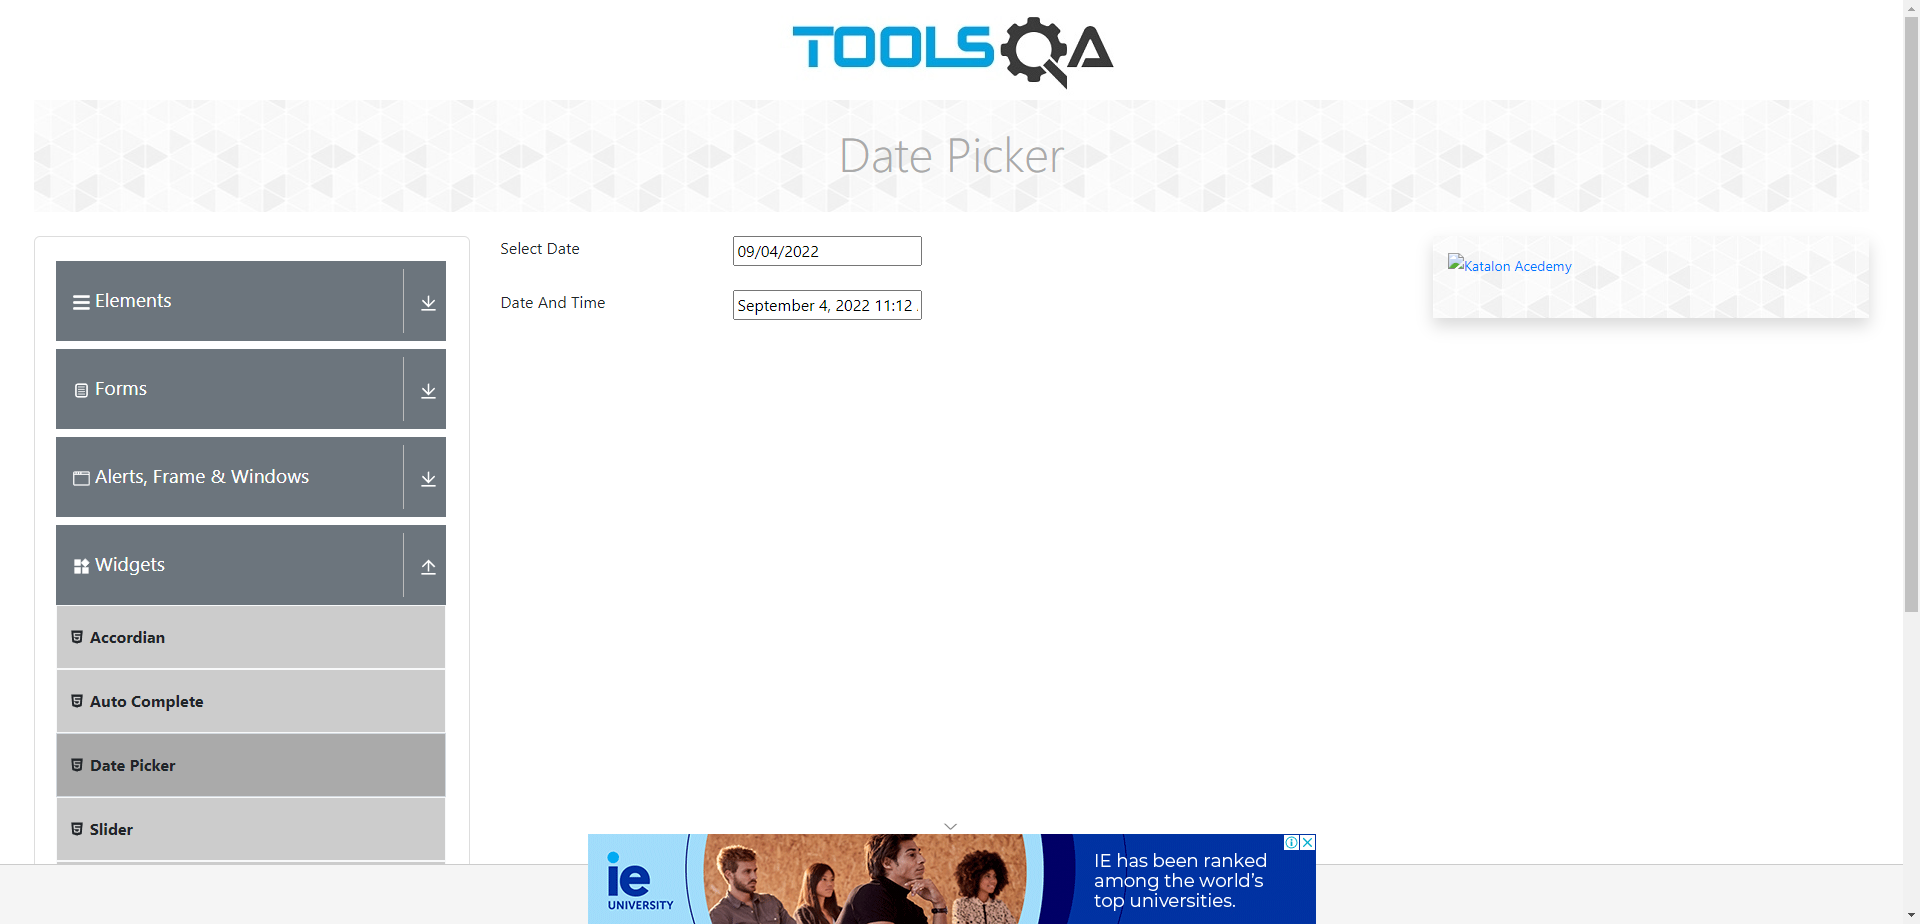 TOOLSQA
Date Picker
Elements
Forms
Alerts, Frame & Windows
Widgets
Accordian
Auto Complete
Date Picker
Slider
Select Date
09/04/2022
Date And Time
September 4, 2022 11:12
Katalon Acedemy
ie
UNIVERSITY
IE has been ranked
among the world's
top universities.